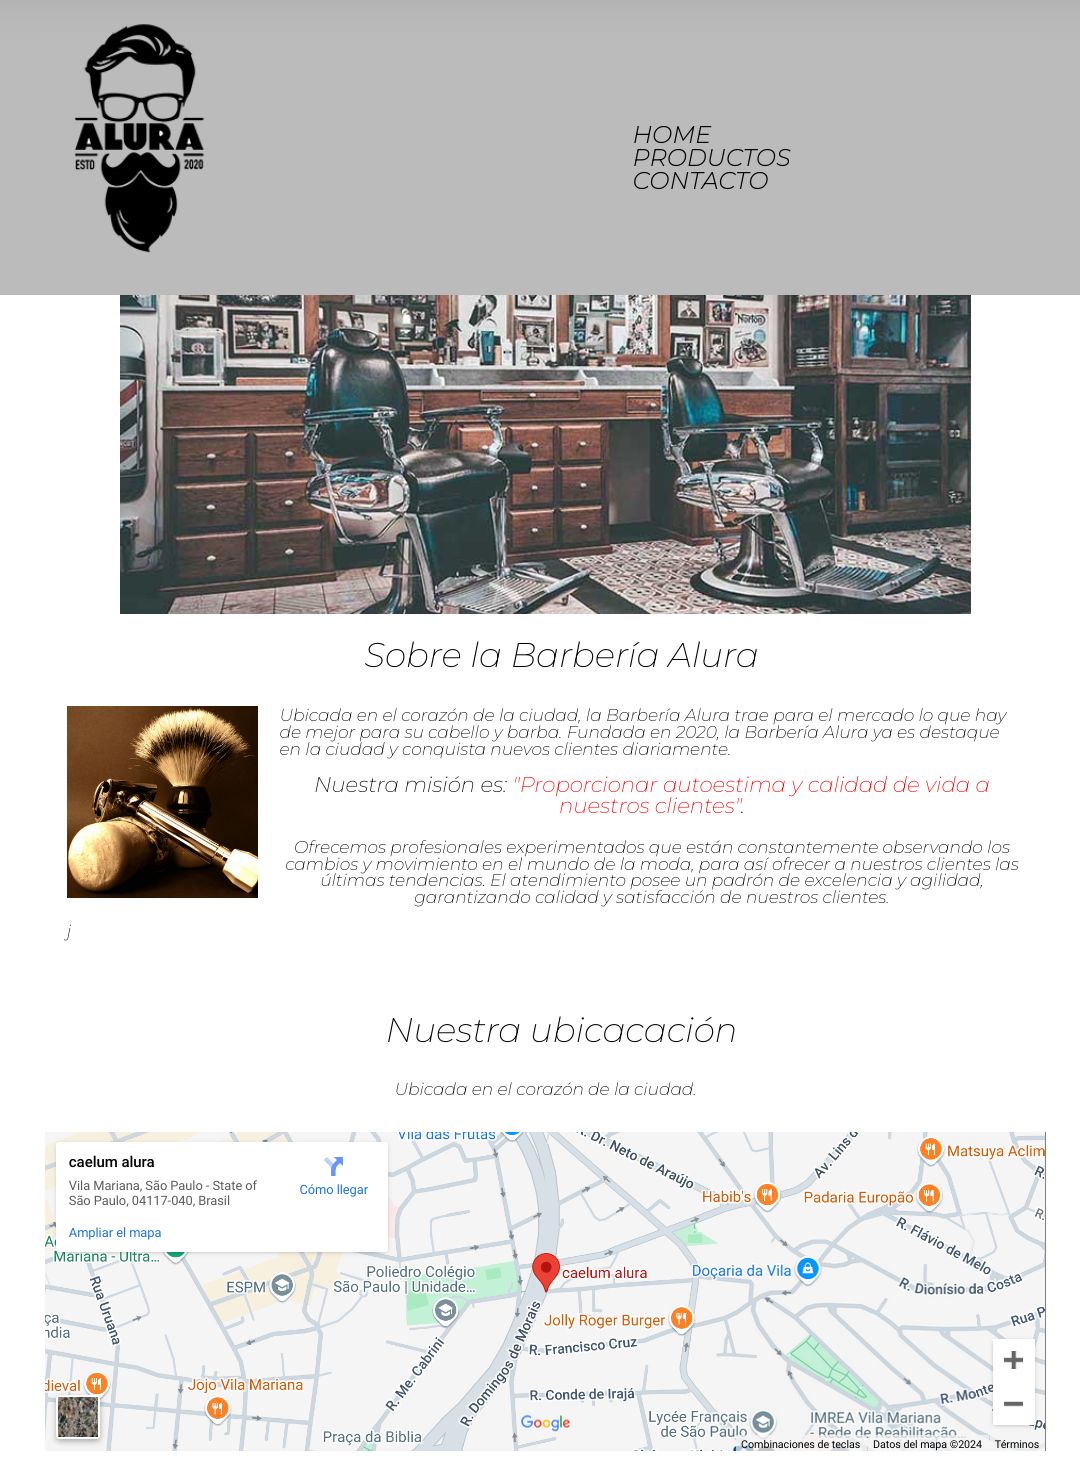 ALURA
ESTD 2020
HOME
PRODUCTOS
CONTACTO
Norton
Sobre la Barbería Alura
Ubicada en el corazón de la ciudad, la Barbería Alura trae para el mercado lo que hay
de mejor para su cabello y barba. Fundada en 2020, la Barbería Alura ya es destaque
en la ciudad y conquista nuevos clientes diariamente.
Nuestra misión es: "Proporcionar autoestima y calidad de vida a
nuestros clientes".
Ofrecemos profesionales experimentados que están constantemente observando los
cambios y movimiento en el mundo de la moda, para así ofrecer a nuestros clientes las
últimas tendencias. El atendimiento posee un padrón de excelencia y agilidad,
garantizando calidad y satisfacción de nuestros clientes.
j
Nuestra ubicacación
Ubicada en el corazón de la ciudad.
caelum alura
Vila Mariana, São Paulo - State of
São Paulo, 04117-040, Brasil
Cómo llegar
Ampliar el mapa
Vila das Frutas
R. Dr. Neto de Araújo
Av. Lins d
Matsuya Aclim
Habib's
Padaria Europão
R.
R. Flávio de Melo
Mariana - Ultra...
Poliedro Colégio
São Paulo | Unidade...
ESPM
caelum alura
Doçaria da Vila
R. Dionísio da Costa
Rua Uruana
Rua P
Jolly Roger Burger
R. Francisco Cruz
R. Me. Cabrini
R. Domingos de Morais
ça
ndia
dieval
Jojo Vila Mariana
R. Conde de Irajá
R. Monte
Praça da Biblia
Google
Lycée Français
de São Paulo
IMREA Vila Mariana
- Rede de Reabilitação...
Combinaciones de teclas Datos del mapa ©2024 Términos